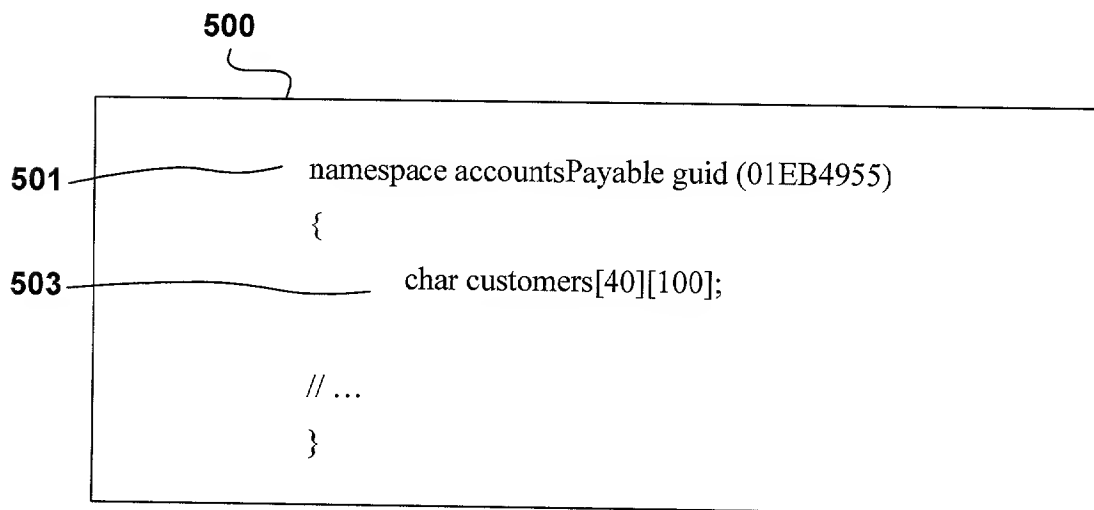 500
501 namespace accountsPayable guid (01EB4955)
{
503 char customers[40][100];
// ...
}